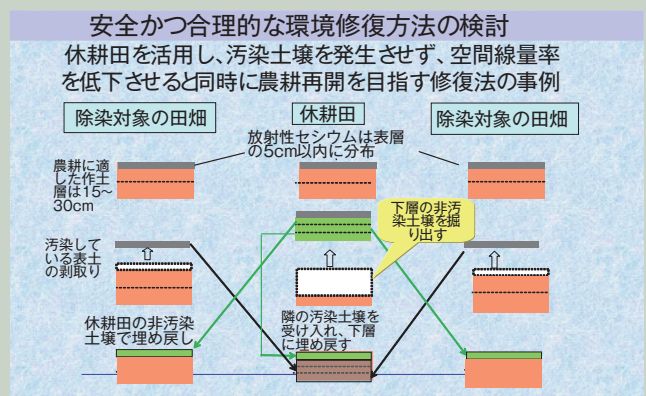 安全かつ合理的な環境修復方法の検討
休耕田を活用し、汚染土壌を発生させず、空間線量率
を低下させると同時に農耕再開を目指す修復法の事例
除染対象の田畑
休耕田
除染対象の田畑
放射性セシウムは表層
の5cm以内に分布
農耕に適
した作土
層は15～
30cm
下層の非汚
染土壌を掘
り出す
汚染して
いる表土
の剥取り
休耕田の非汚染
土壌で埋め戻し
隣の汚染土壌を
受け入れ、下層
に埋め戻す